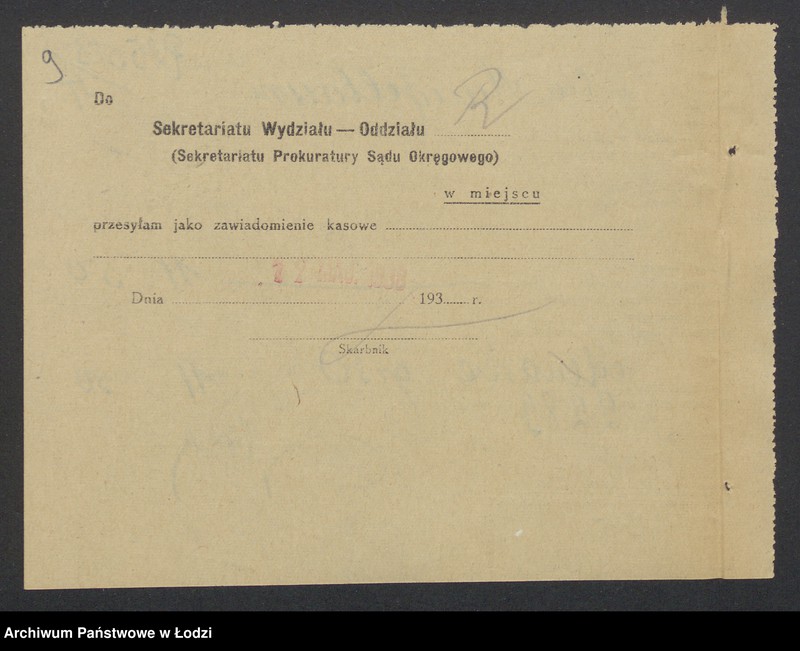 9
Do
Sekretariatu Wydziału — Oddziału R
(Sekretariatu Prokuratury Sądu Okręgowego)
w miejscu
przesyłam jako zawiadomienie kasowe
Dnia 193 r.
Skarbnik
Archiwum Państwowe w Łodzi